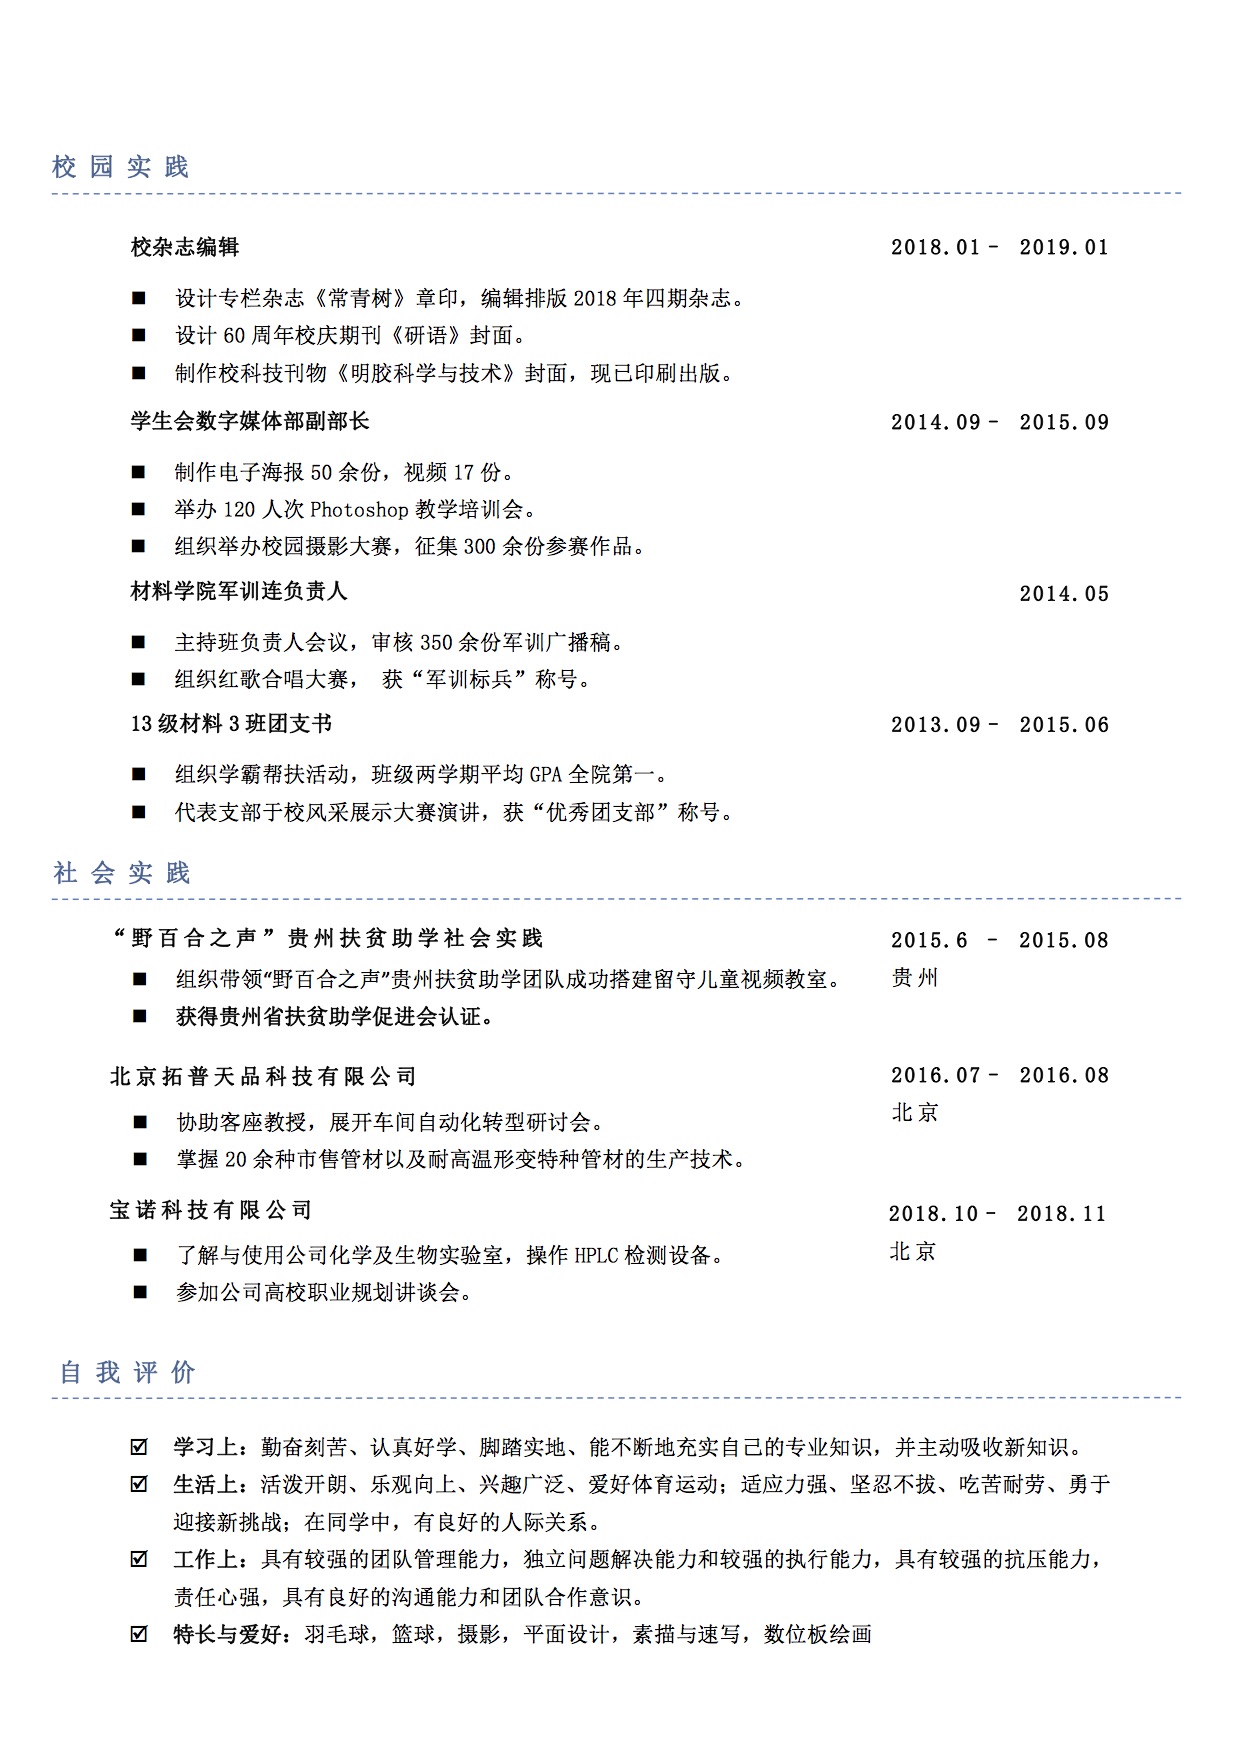 校园实践
校杂志编辑 2018.01 - 2019.01
■ 设计专栏杂志《常青树》章印，编辑排版 2018 年四期杂志。
■ 设计 60 周年校庆期刊《研语》封面。
■ 制作校科技刊物《明胶科学与技术》封面，现已印刷出版。
学生会数字媒体部副部长 2014.09 - 2015.09
■ 制作电子海报 50 余份，视频 17 份。
■ 举办 120 人次 Photoshop 教学培训会。
■ 组织举办校园摄影大赛，征集 300 余份参赛作品。
材料学院军训连负责人 2014.05
■ 主持班负责人会议，审核 350 余份军训广播稿。
■ 组织红歌合唱大赛， 获“军训标兵”称号。
13 级材料 3 班团支书 2013.09 - 2015.06
■ 组织学霸帮扶活动，班级两学期平均 GPA 全院第一。
■ 代表支部于校风采展示大赛演讲，获“优秀团支部”称号。
社会实践
“野百合之声”贵州扶贫助学社会实践 2015.6 - 2015.08
■ 组织带领“野百合之声”贵州扶贫助学团队成功搭建留守儿童视频教室。 贵州
■ 获得贵州省扶贫助学促进会认证。
北京拓普天品科技有限公司 2016.07 - 2016.08
北京
■ 协助客座教授，展开车间自动化转型研讨会。
■ 掌握 20 余种市售管材以及耐高温形变特种管材的生产技术。
宝诺科技有限公司 2018.10 - 2018.11
■ 了解与使用公司化学及生物实验室，操作 HPLC 检测设备。 北京
■ 参加公司高校职业规划讲谈会。
自我评价
☑ 学习上：勤奋刻苦、认真好学、脚踏实地、能不断地充实自己的专业知识，并主动吸收新知识。
☑ 生活上：活泼开朗、乐观向上、兴趣广泛、爱好体育运动；适应力强、坚忍不拔、吃苦耐劳、勇于
迎接新挑战；在同学中，有良好的人际关系。
☑ 工作上：具有较强的团队管理能力，独立问题解决能力和较强的执行能力，具有较强的抗压能力，
责任心强，具有良好的沟通能力和团队合作意识。
☑ 特长与爱好：羽毛球，篮球，摄影，平面设计，素描与速写，数位板绘画